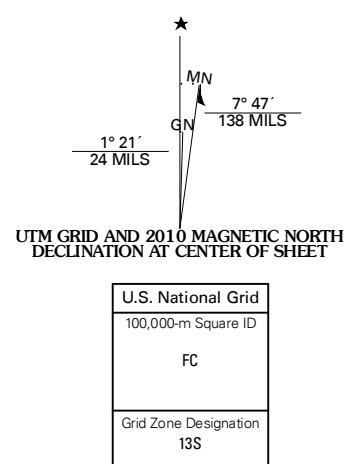 ★
MN
GN
7° 47´
138 MILS
1° 21´
24 MILS
UTM GRID AND 2010 MAGNETIC NORTH
DECLINATION AT CENTER OF SHEET
U.S. National Grid
100,000-m Square ID
FC
Grid Zone Designation
13S